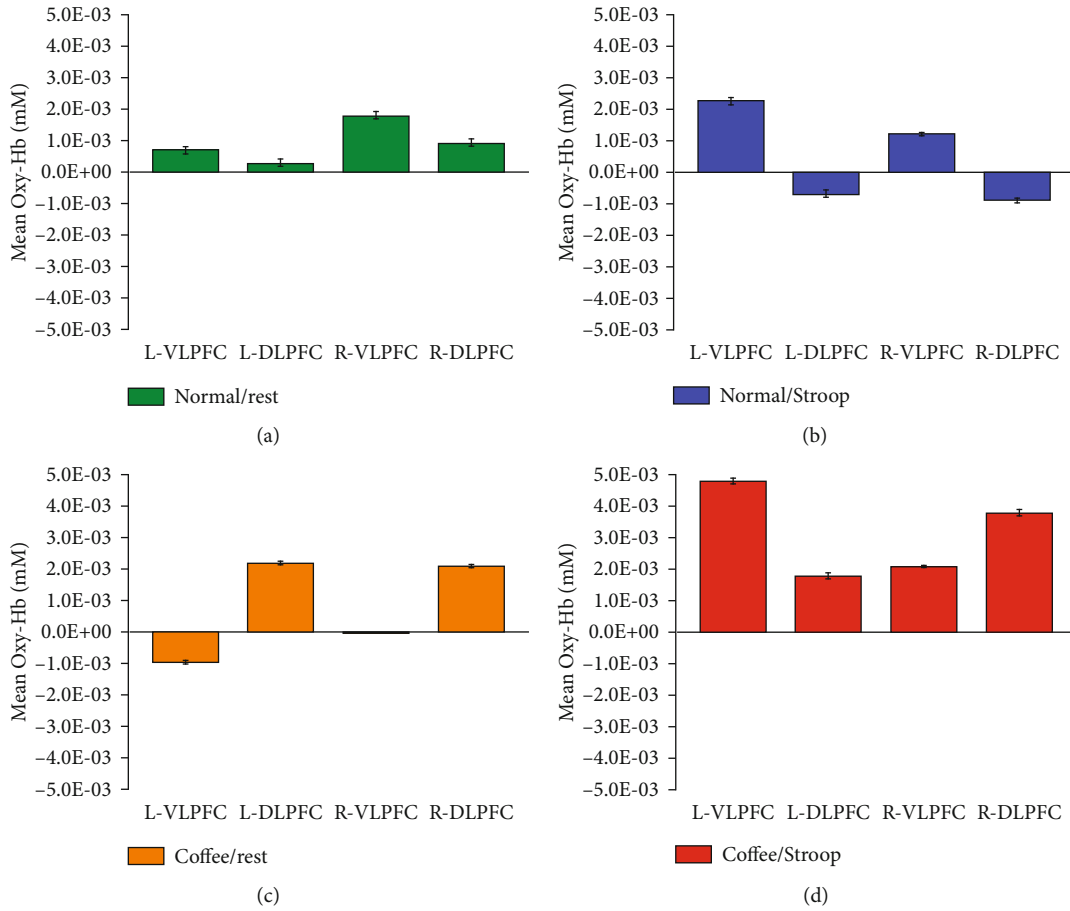 5.0E-03
4.0E-03
3.0E-03
2.0E-03
1.0E-03
0.0E+00
–1.0E-03
–2.0E-03
–3.0E-03
–4.0E-03
–5.0E-03
Mean Oxy-Hb (mM)
L-VLPFC L-DLPFC R-VLPFC R-DLPFC
Normal/rest
(a)
5.0E-03
4.0E-03
3.0E-03
2.0E-03
1.0E-03
0.0E+00
–1.0E-03
–2.0E-03
–3.0E-03
–4.0E-03
–5.0E-03
Mean Oxy-Hb (mM)
L-VLPFC L-DLPFC R-VLPFC R-DLPFC
Normal/Stroop
(b)
5.0E-03
4.0E-03
3.0E-03
2.0E-03
1.0E-03
0.0E+00
–1.0E-03
–2.0E-03
–3.0E-03
–4.0E-03
–5.0E-03
Mean Oxy-Hb (mM)
L-VLPFC L-DLPFC R-VLPFC R-DLPFC
Coffee/rest
(c)
5.0E-03
4.0E-03
3.0E-03
2.0E-03
1.0E-03
0.0E+00
–1.0E-03
–2.0E-03
–3.0E-03
–4.0E-03
–5.0E-03
Mean Oxy-Hb (mM)
L-VLPFC L-DLPFC R-VLPFC R-DLPFC
Coffee/Stroop
(d)